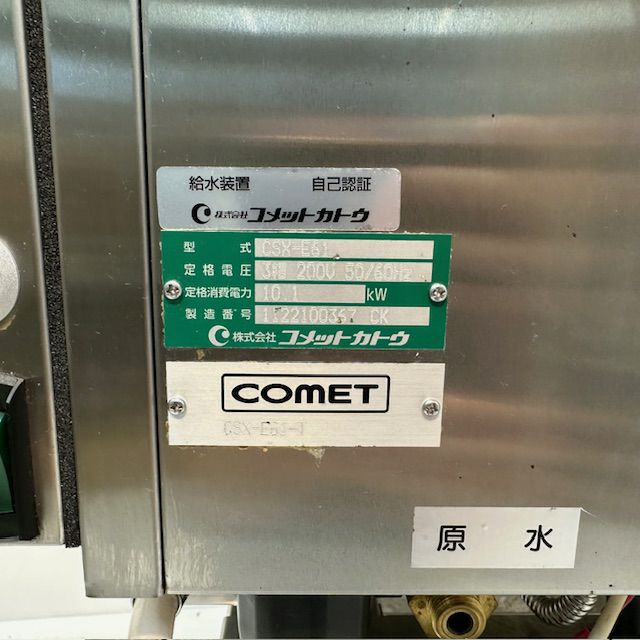 給水装置 自己認証
株式会社 コメットカトウ
型式 CSX-E61
定格電圧 3相 200V 50/60Hz
定格消費電力 10.1 kW
製造番号 CK
株式会社 コメットカトウ
COMET
原水